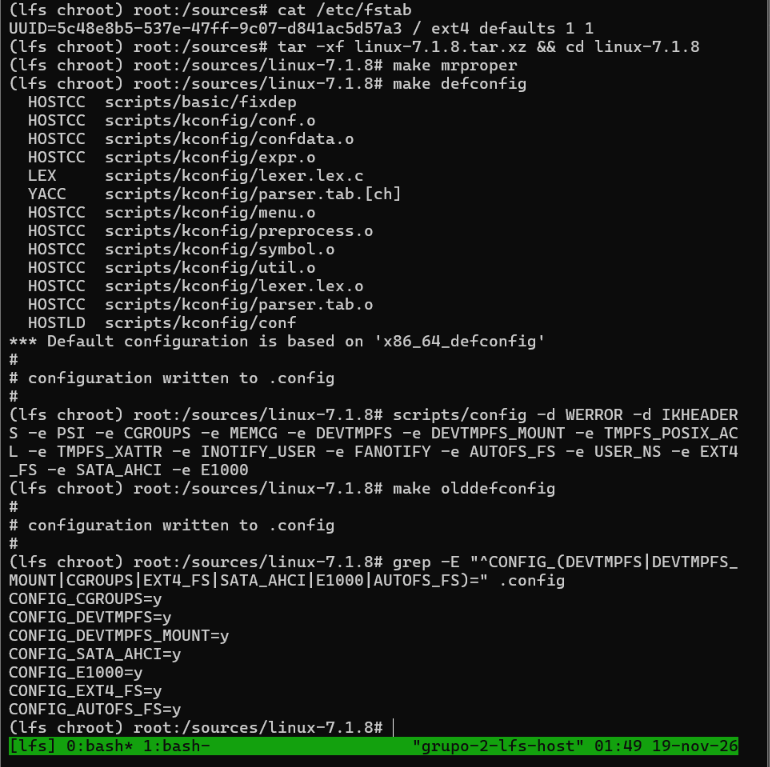 (lfs chroot) root:/sources# cat /etc/fstab
UUID=5c48e8b5-537e-47ff-9c07-d841ac5d57a3 / ext4 defaults 1 1
(lfs chroot) root:/sources# tar -xf linux-7.1.8.tar.xz && cd linux-7.1.8
(lfs chroot) root:/sources/linux-7.1.8# make mrproper
(lfs chroot) root:/sources/linux-7.1.8# make defconfig
  HOSTCC  scripts/basic/fixdep
  HOSTCC  scripts/kconfig/conf.o
  HOSTCC  scripts/kconfig/confdata.o
  HOSTCC  scripts/kconfig/expr.o
  LEX     scripts/kconfig/lexer.lex.c
  YACC    scripts/kconfig/parser.tab.[ch]
  HOSTCC  scripts/kconfig/menu.o
  HOSTCC  scripts/kconfig/preprocess.o
  HOSTCC  scripts/kconfig/symbol.o
  HOSTCC  scripts/kconfig/util.o
  HOSTCC  scripts/kconfig/lexer.lex.o
  HOSTCC  scripts/kconfig/parser.tab.o
  HOSTLD  scripts/kconfig/conf
*** Default configuration is based on 'x86_64_defconfig'
#
# configuration written to .config
#
(lfs chroot) root:/sources/linux-7.1.8# scripts/config -d WERROR -d IKHEADER
S -e PSI -e CGROUPS -e MEMCG -e DEVTMPFS -e DEVTMPFS_MOUNT -e TMPFS_POSIX_AC
L -e TMPFS_XATTR -e INOTIFY_USER -e FANOTIFY -e AUTOFS_FS -e USER_NS -e EXT4
_FS -e SATA_AHCI -e E1000
(lfs chroot) root:/sources/linux-7.1.8# make olddefconfig
#
# configuration written to .config
#
(lfs chroot) root:/sources/linux-7.1.8# grep -E "^CONFIG_(DEVTMPFS|DEVTMPFS_
MOUNT|CGROUPS|EXT4_FS|SATA_AHCI|E1000|AUTOFS_FS)=" .config
CONFIG_CGROUPS=y
CONFIG_DEVTMPFS=y
CONFIG_DEVTMPFS_MOUNT=y
CONFIG_SATA_AHCI=y
CONFIG_E1000=y
CONFIG_EXT4_FS=y
CONFIG_AUTOFS_FS=y
(lfs chroot) root:/sources/linux-7.1.8#
[lfs] 0:bash* 1:bash- "grupo-2-lfs-host" 01:49 19-nov-26